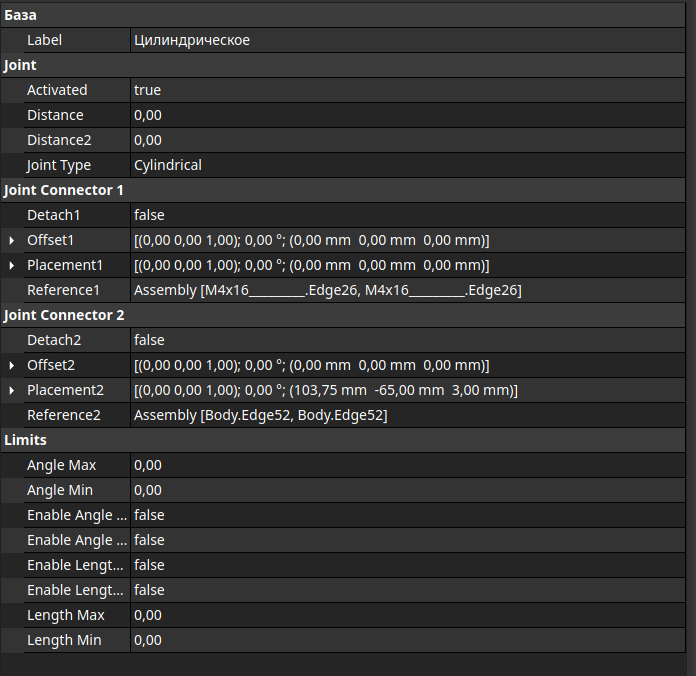 База
Label Цилиндрическое
Joint
Activated true
Distance 0,00
Distance2 0,00
Joint Type Cylindrical
Joint Connector 1
Detach1 false
Offset1 [(0,00 0,00 1,00); 0,00 °; (0,00 mm 0,00 mm 0,00 mm)]
Placement1 [(0,00 0,00 1,00); 0,00 °; (0,00 mm 0,00 mm 0,00 mm)]
Reference1 Assembly [M4x16_________.Edge26, M4x16_________.Edge26]
Joint Connector 2
Detach2 false
Offset2 [(0,00 0,00 1,00); 0,00 °; (0,00 mm 0,00 mm 0,00 mm)]
Placement2 [(0,00 0,00 1,00); 0,00 °; (103,75 mm -65,00 mm 3,00 mm)]
Reference2 Assembly [Body.Edge52, Body.Edge52]
Limits
Angle Max 0,00
Angle Min 0,00
Enable Angle ... false
Enable Angle ... false
Enable Lengt... false
Enable Lengt... false
Length Max 0,00
Length Min 0,00